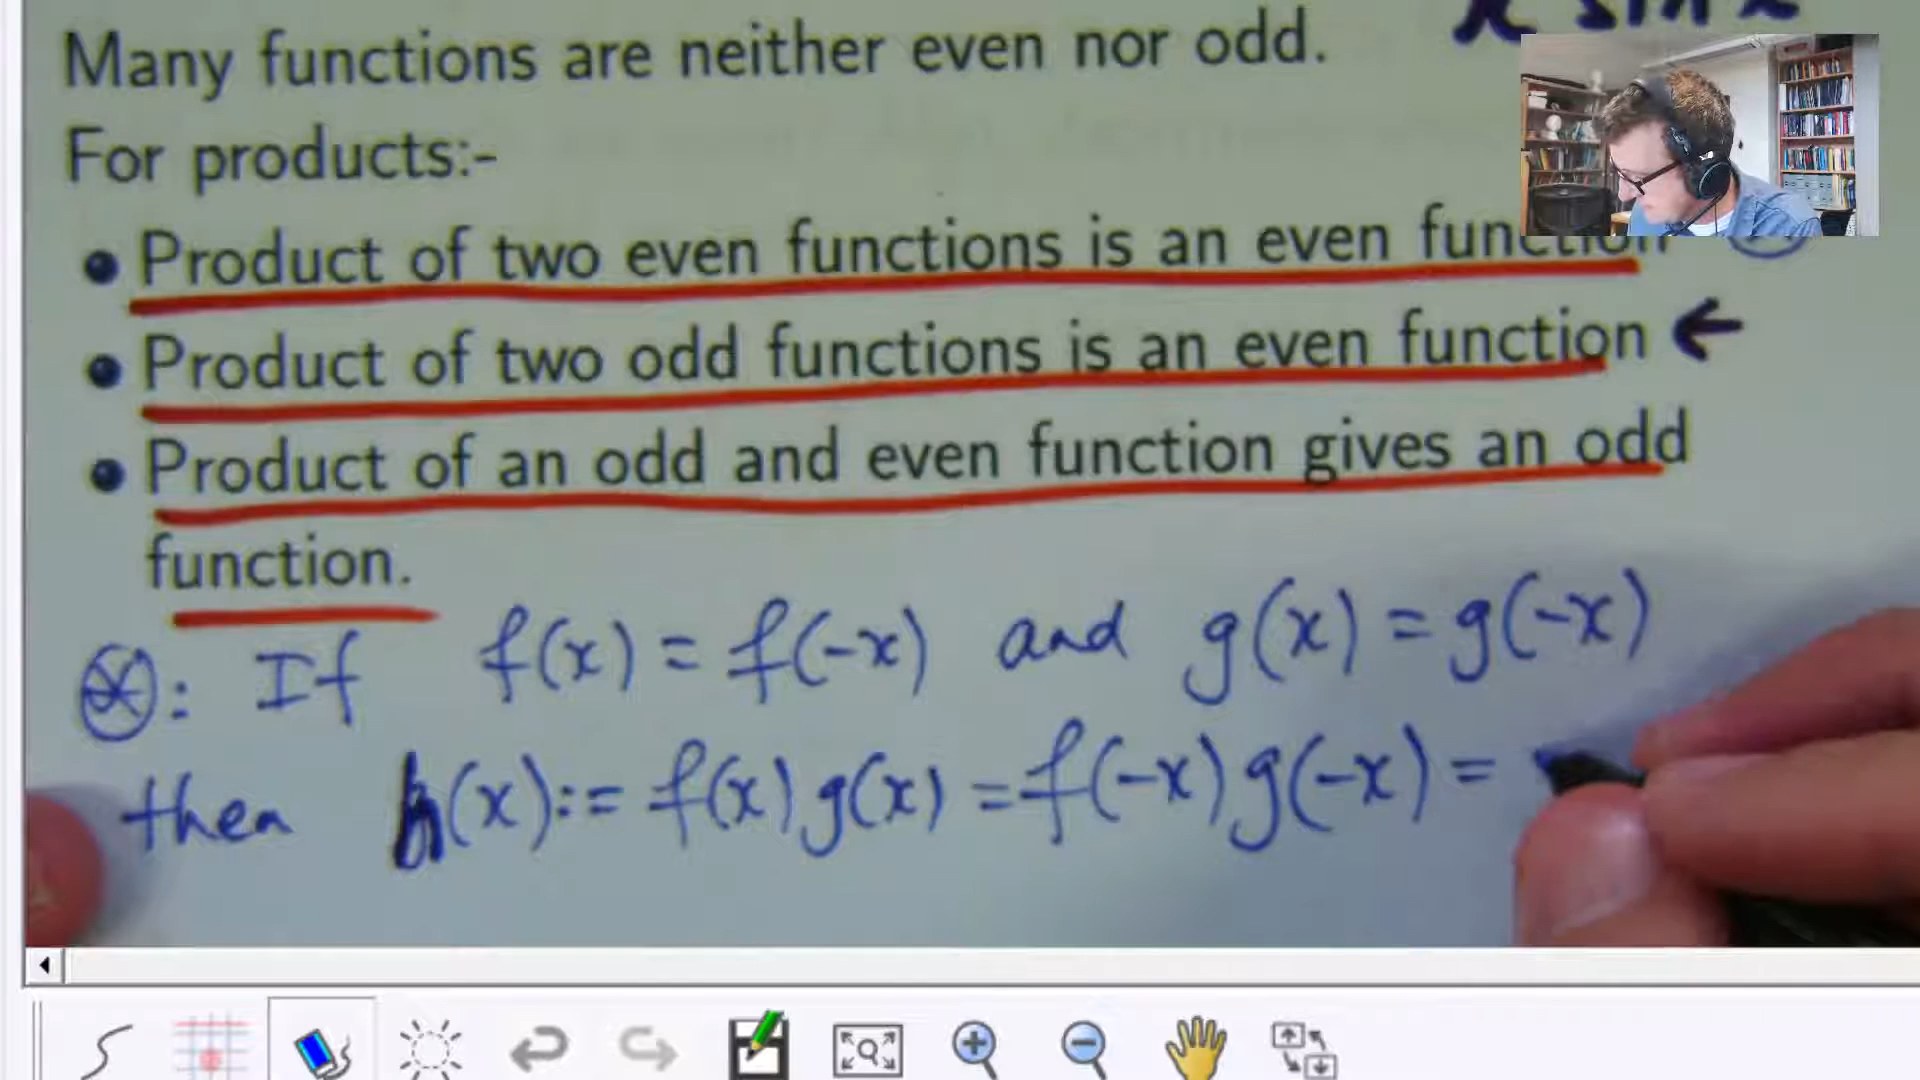 x sin x
Many functions are neither even nor odd.
For products:-
• Product of two even functions is an even function
• Product of two odd functions is an even function ←
• Product of an odd and even function gives an odd
function.
⊛: If f(x) = f(-x) and g(x) = g(-x)
then h(x):= f(x)g(x) = f(-x)g(-x) =